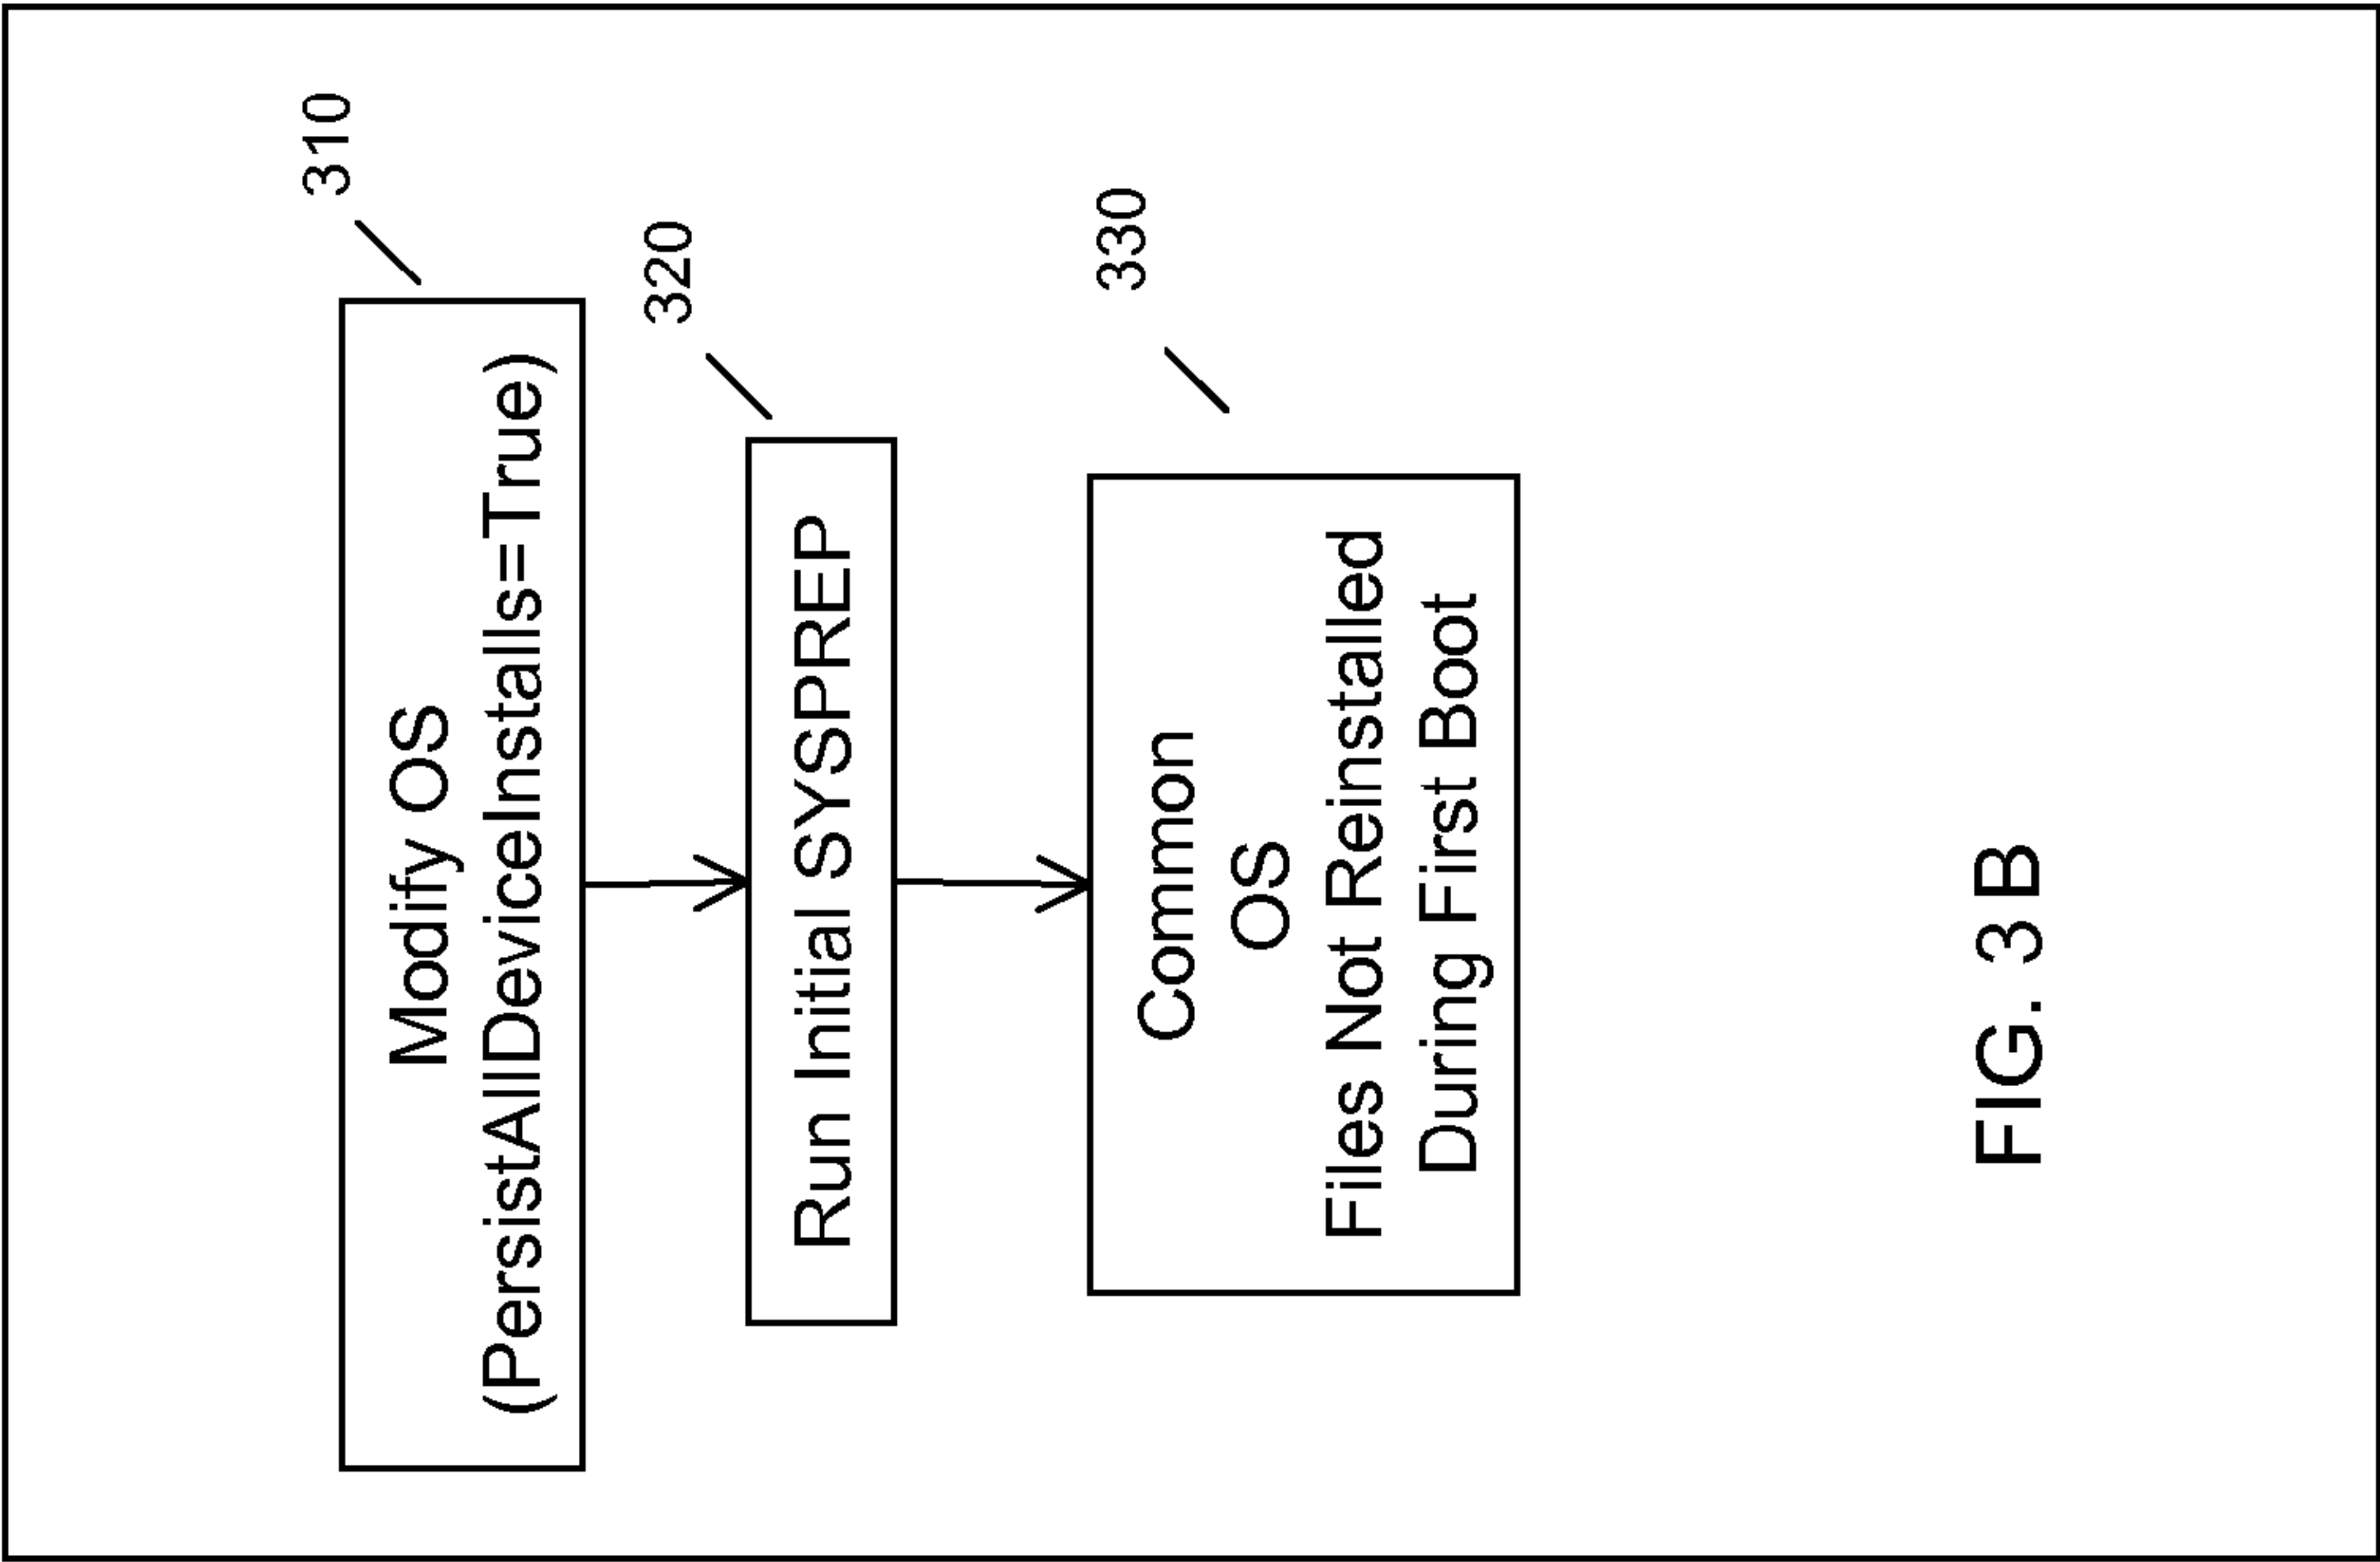 310
Modify OS
(PersistAllDeviceInstalls=True)
320
Run Initial SYSPREP
330
Common
OS
Files Not Reinstalled
During First Boot
FIG. 3 B